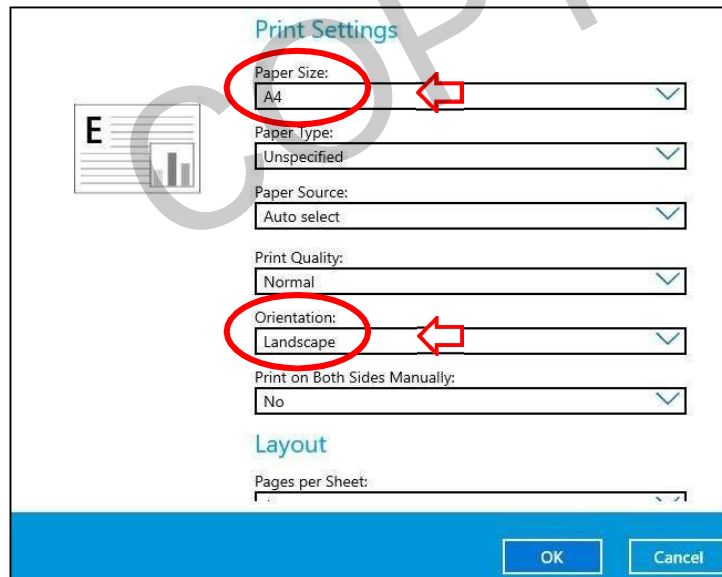 COPY
Print Settings
Paper Size:
A4
E
Paper Type:
Unspecified
Paper Source:
Auto select
Print Quality:
Normal
Orientation:
Landscape
Print on Both Sides Manually:
No
Layout
Pages per Sheet:
OK
Cancel